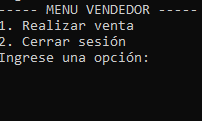 ----- MENU VENDEDOR -----
1. Realizar venta
2. Cerrar sesión
Ingrese una opción: